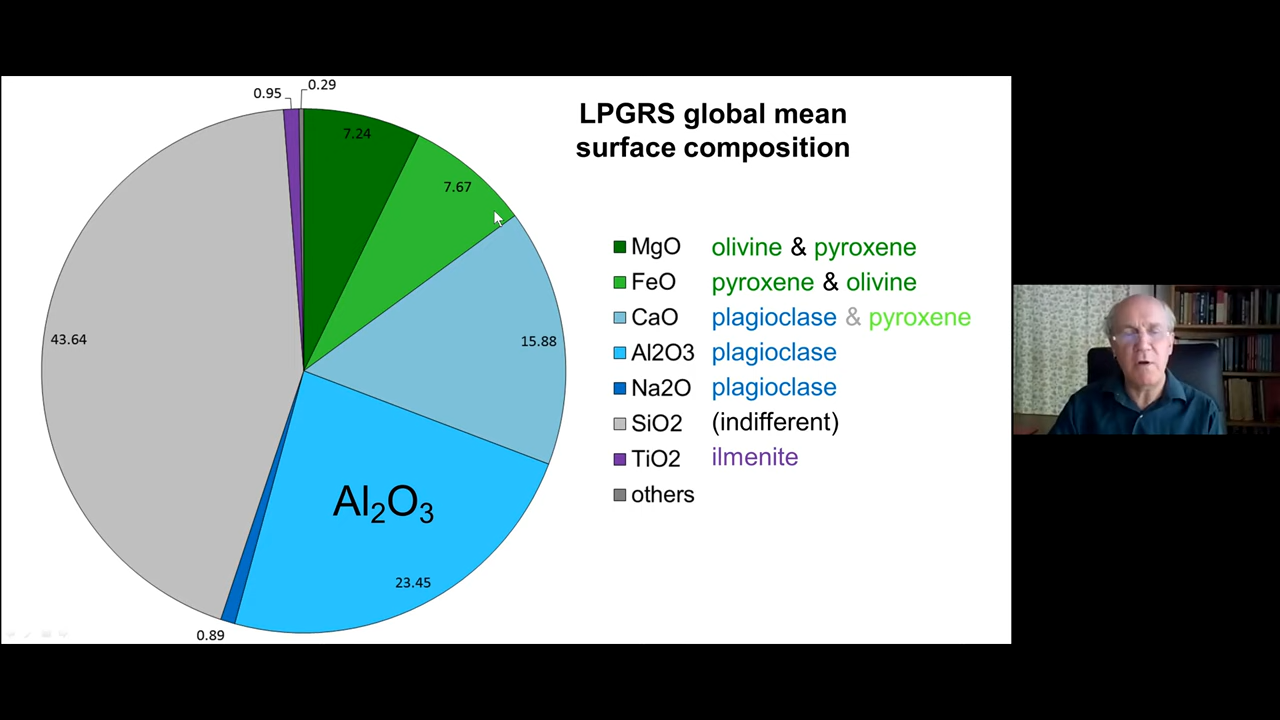 LPGRS global mean
surface composition
0.95
0.29
7.24
7.67
15.88
23.45
0.89
43.64
Al₂O₃
MgO olivine & pyroxene
FeO pyroxene & olivine
CaO plagioclase & pyroxene
Al2O3 plagioclase
Na2O plagioclase
SiO2 (indifferent)
TiO2 ilmenite
others